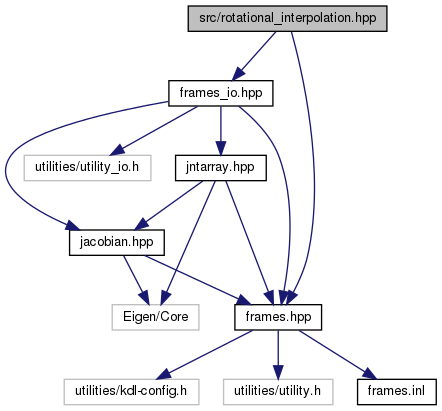 src/rotational_interpolation.hpp
frames_io.hpp
utilities/utility_io.h
jntarray.hpp
jacobian.hpp
Eigen/Core
frames.hpp
utilities/kdl-config.h
utilities/utility.h
frames.inl